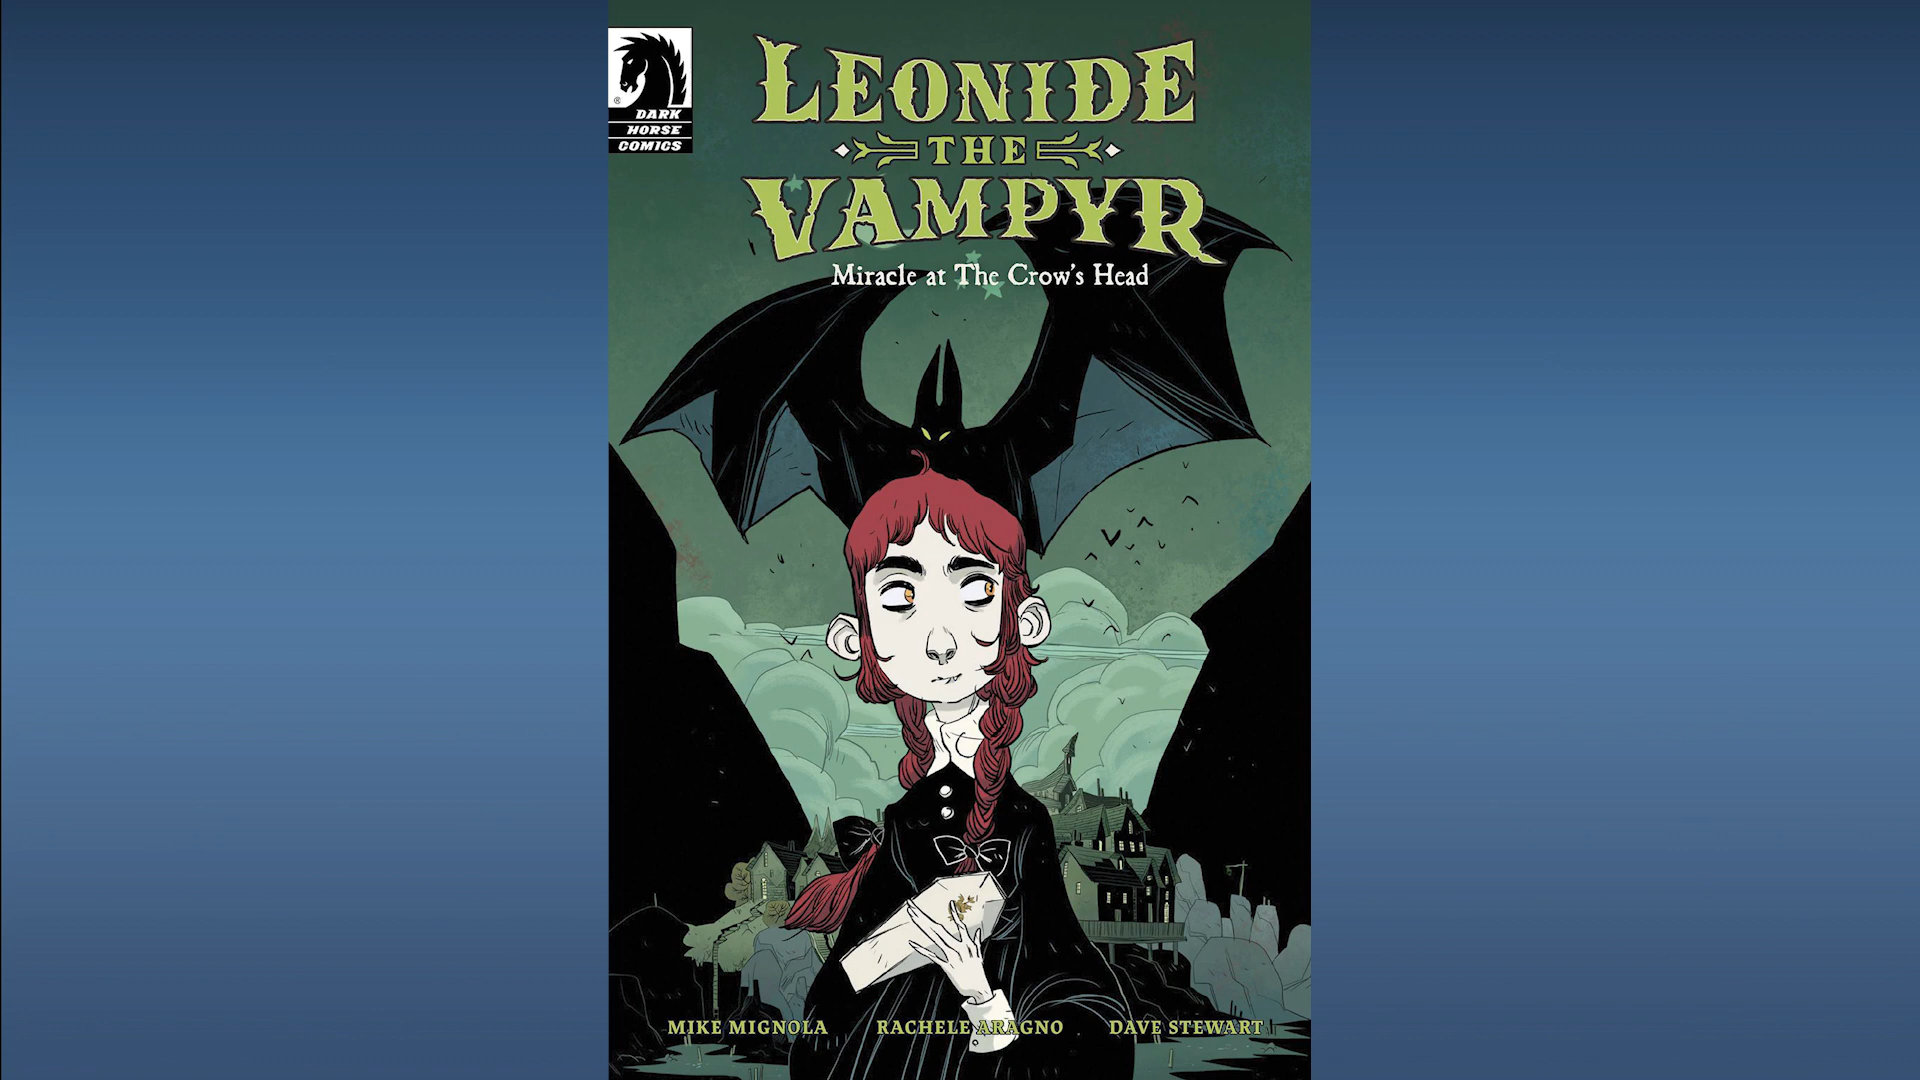 LEONIDE
THE
VAMPYR
Miracle at The Crow's Head
®
DARK
HORSE
COMICS
MIKE MIGNOLA RACHELE ARAGNO DAVE STEWART